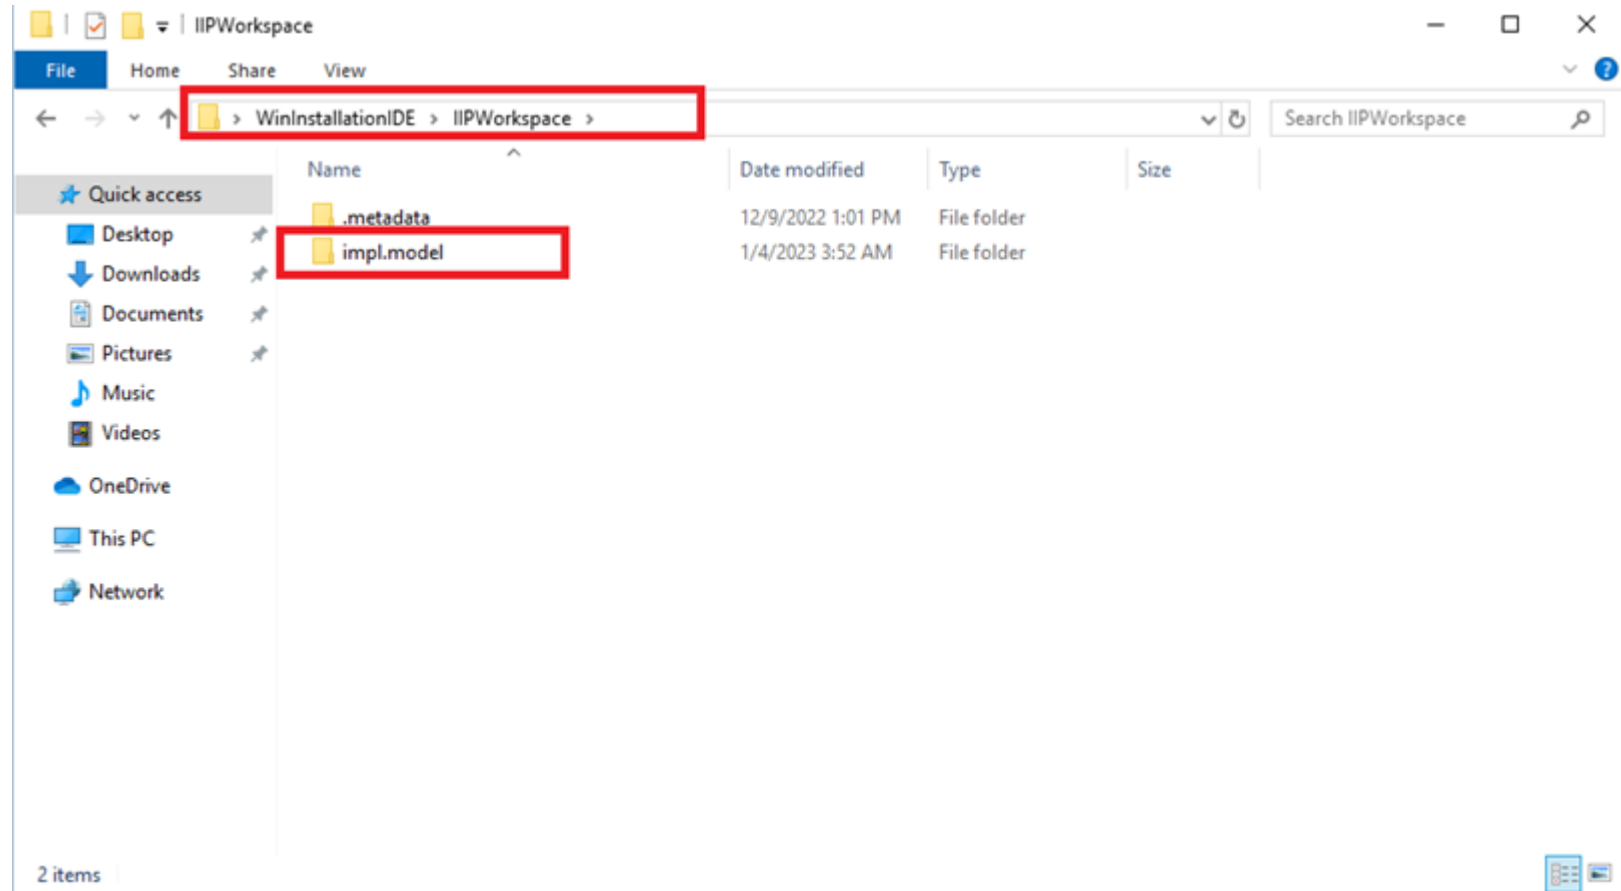 IIPWorkspace
File Home Share View
WinInstallationIDE IIPWorkspace Search IIPWorkspace
Name Date modified Type Size
Quick access
Desktop
Downloads
Documents
Pictures
Music
Videos
OneDrive
This PC
Network
.metadata 12/9/2022 1:01 PM File folder
impl.model 1/4/2023 3:52 AM File folder
2 items